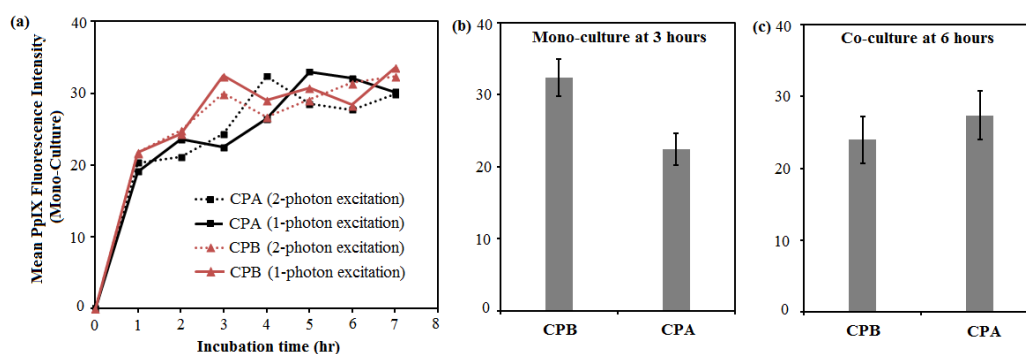 (a)
40
30
20
10
0
Mean PpIX Fluorescence Intensity
(Mono-Culture)
CPA (2-photon excitation)
CPA (1-photon excitation)
CPB (2-photon excitation)
CPB (1-photon excitation)
0 1 2 3 4 5 6 7 8
Incubation time (hr)
(b)
Mono-culture at 3 hours
40
30
20
10
0
CPB CPA
(c)
Co-culture at 6 hours
40
30
20
10
0
CPB CPA